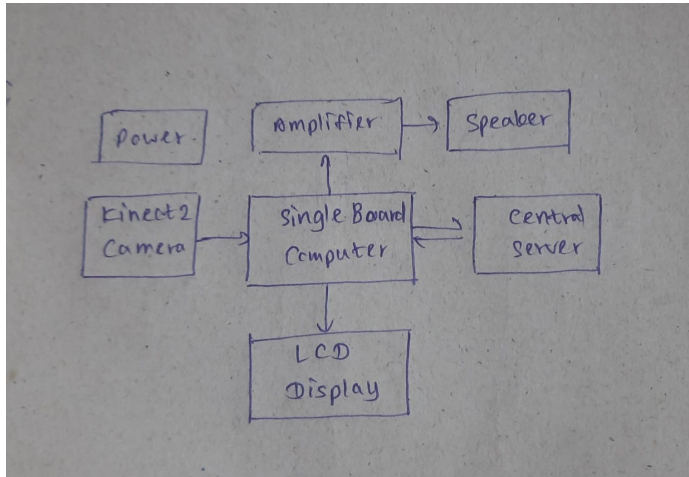 Power.
Amplifier
Speaker
Kinect2
Camera
Single Board
Computer
Central
Server
LCD
Display